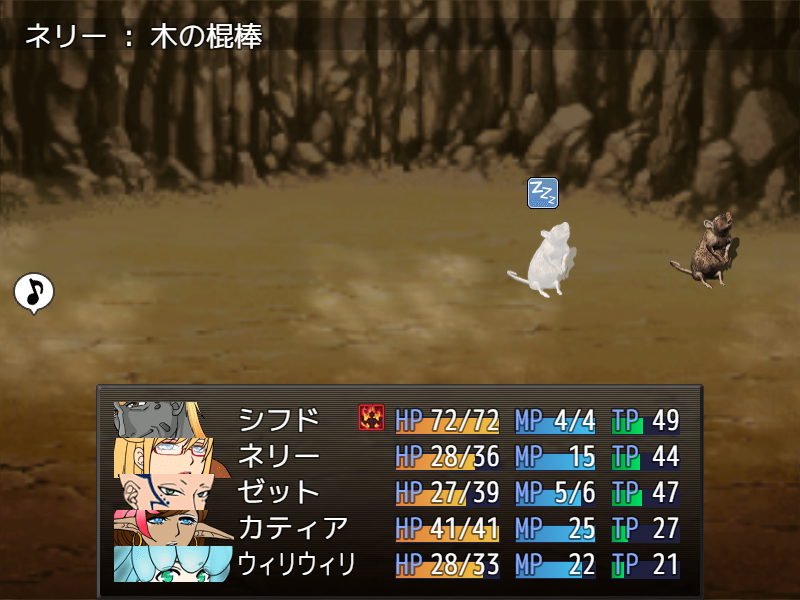 ネリー : 木の棍棒
zzz
シフド HP 72/72 MP 4/4 TP 49
ネリー HP 28/36 MP 15 TP 44
ゼット HP 27/39 MP 5/6 TP 47
カティア HP 41/41 MP 25 TP 27
ウィリウィリ HP 28/33 MP 22 TP 21